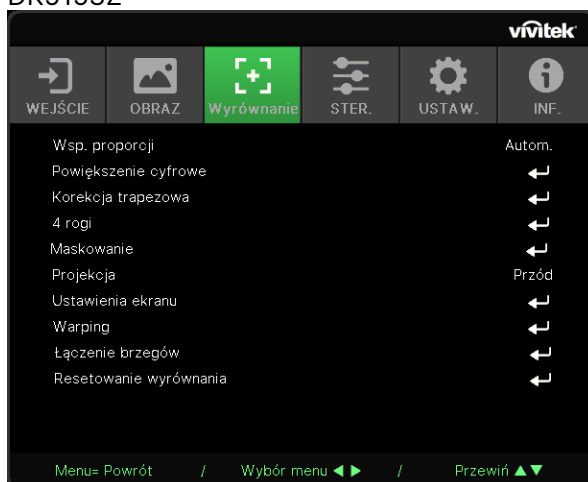 vivitek
WEJŚCIE OBRAZ Wyrównanie STER. USTAW. INF.
Wsp. proporcji Autom.
Powiększenie cyfrowe
Korekcja trapezowa
4 rogi
Maskowanie
Projekcja Przód
Ustawienia ekranu
Warping
Łączenie brzegów
Resetowanie wyrównania
Menu= Powrót / Wybór menu ◀ ▶ / Przewiń ▲▼